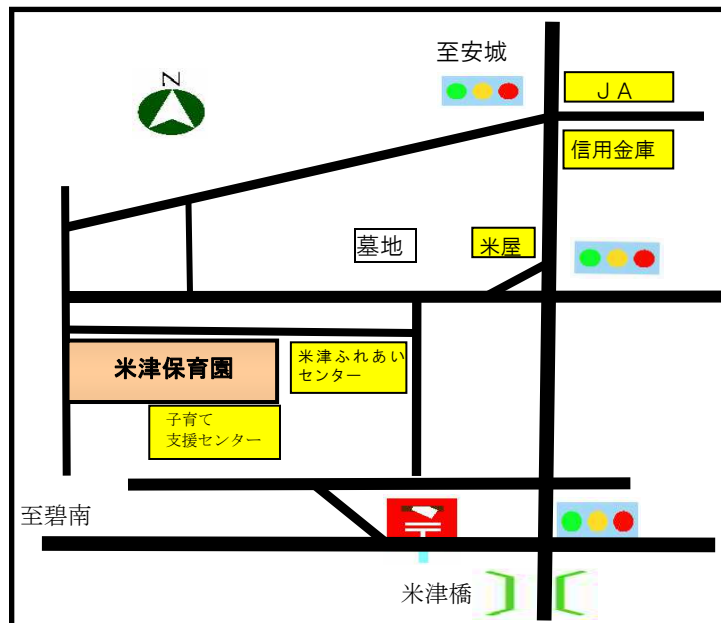 至安城
N
ＪＡ
信用金庫
墓地
米屋
米津保育園
米津ふれあい
センター
子育て
支援センター
至碧南
米津橋